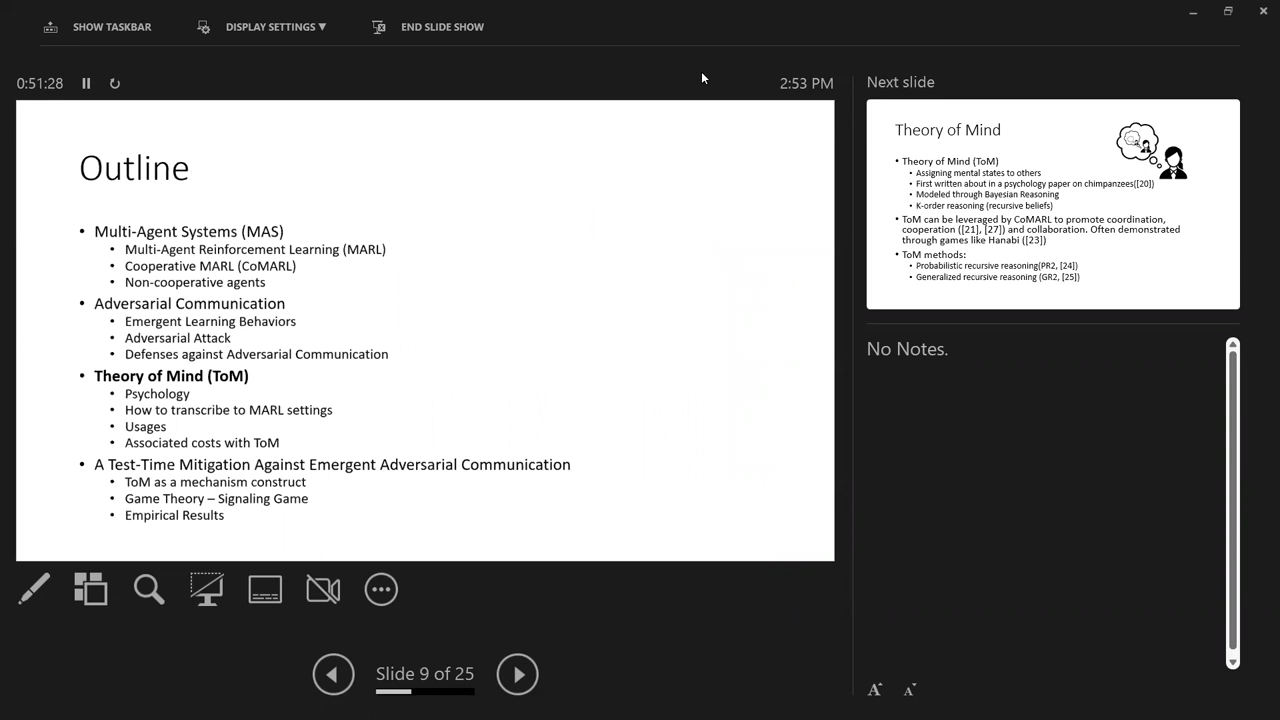 SHOW TASKBAR
DISPLAY SETTINGS ▼
END SLIDE SHOW
0:51:28
2:53 PM
Outline
• Multi-Agent Systems (MAS)
• Multi-Agent Reinforcement Learning (MARL)
• Cooperative MARL (CoMARL)
• Non-cooperative agents
• Adversarial Communication
• Emergent Learning Behaviors
• Adversarial Attack
• Defenses against Adversarial Communication
• Theory of Mind (ToM)
• Psychology
• How to transcribe to MARL settings
• Usages
• Associated costs with ToM
• A Test-Time Mitigation Against Emergent Adversarial Communication
• ToM as a mechanism construct
• Game Theory – Signaling Game
• Empirical Results
Slide 9 of 25
Next slide
Theory of Mind
• Theory of Mind (ToM)
• Assigning mental states to others
• First written about in a psychology paper on chimpanzees([20])
• Modeled through Bayesian Reasoning
• K-order reasoning (recursive beliefs)
• ToM can be leveraged by CoMARL to promote coordination,
cooperation ([21], [27]) and collaboration. Often demonstrated
through games like Hanabi ([23])
• ToM methods:
• Probabilistic recursive reasoning(PR2, [24])
• Generalized recursive reasoning (GR2, [25])
No Notes.
A A